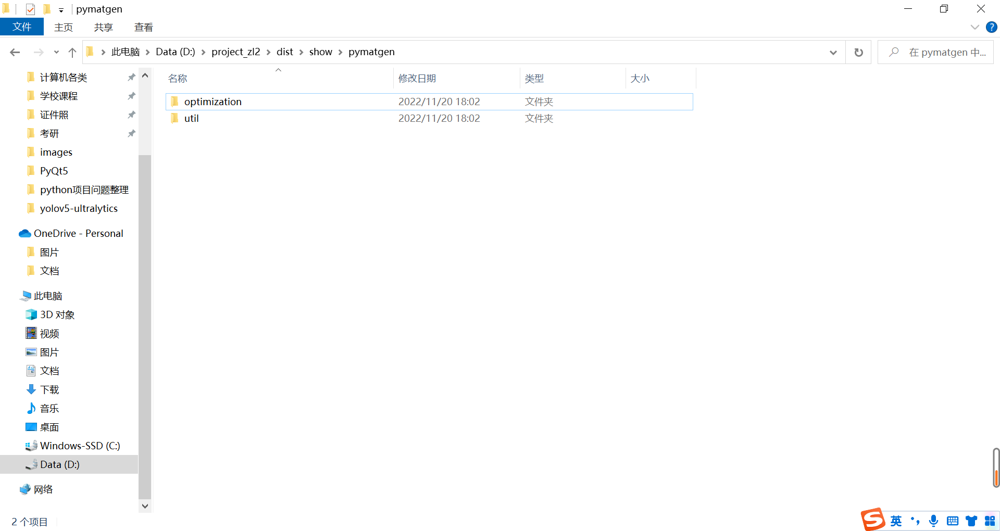 pymatgen
文件 主页 共享 查看
此电脑 Data (D:) project_zl2 dist show pymatgen
在 pymatgen 中...
名称 修改日期 类型 大小
optimization 2022/11/20 18:02 文件夹
util 2022/11/20 18:02 文件夹
计算机各类
学校课程
证件照
考研
images
PyQt5
python项目问题整理
yolov5-ultralytics
OneDrive - Personal
图片
文档
此电脑
3D 对象
视频
图片
文档
下载
音乐
桌面
Windows-SSD (C:)
Data (D:)
网络
2 个项目
英